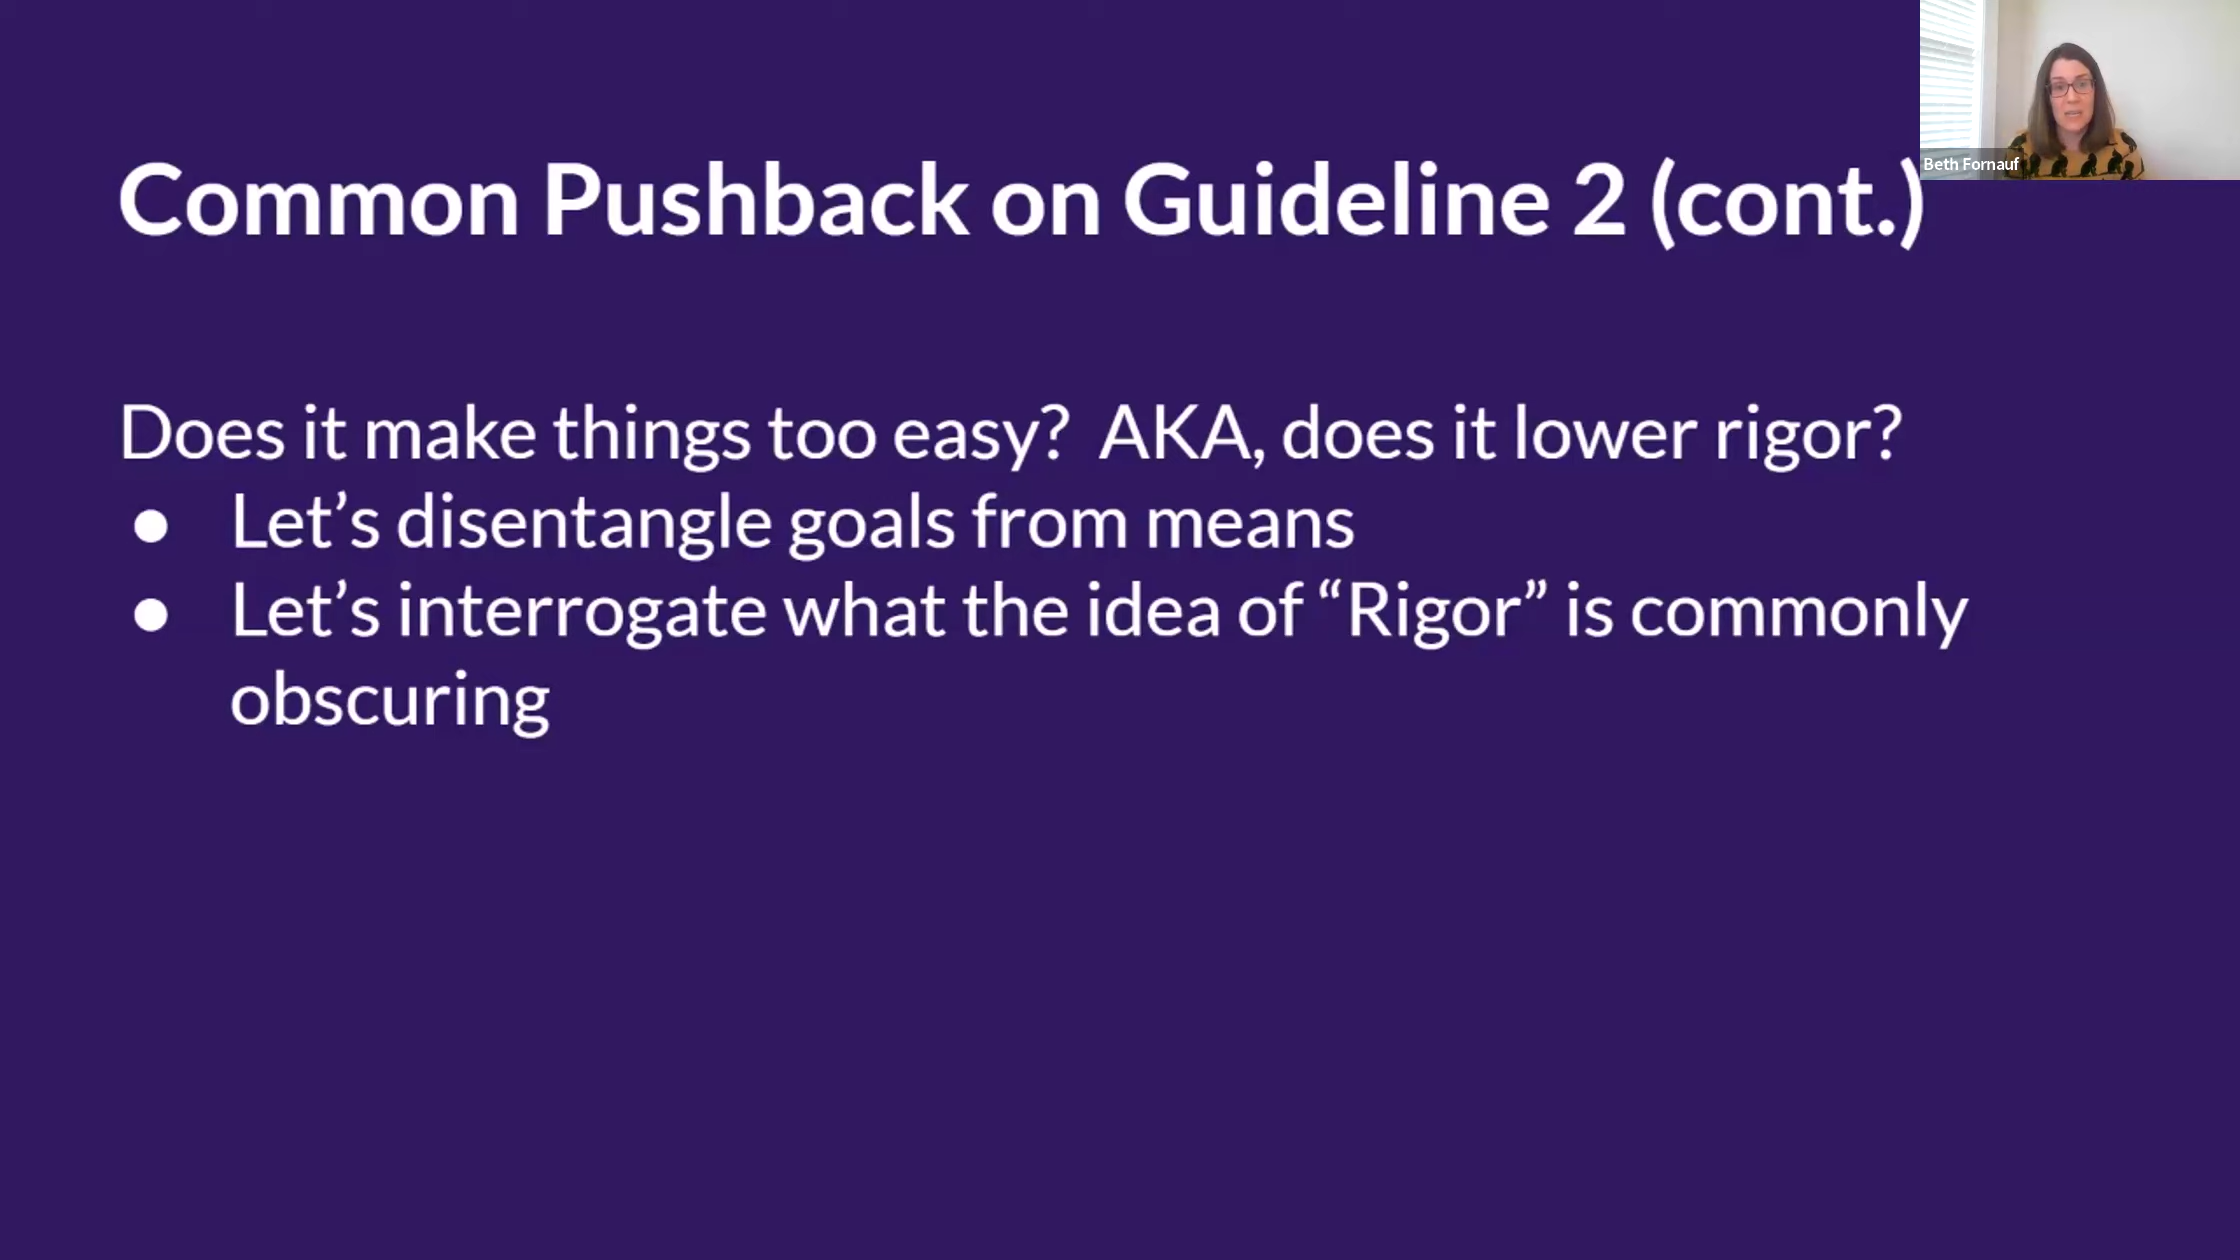 Beth Fornauf
Common Pushback on Guideline 2 (cont.)
Does it make things too easy?  AKA, does it lower rigor?
● Let’s disentangle goals from means
● Let’s interrogate what the idea of “Rigor” is commonly
obscuring